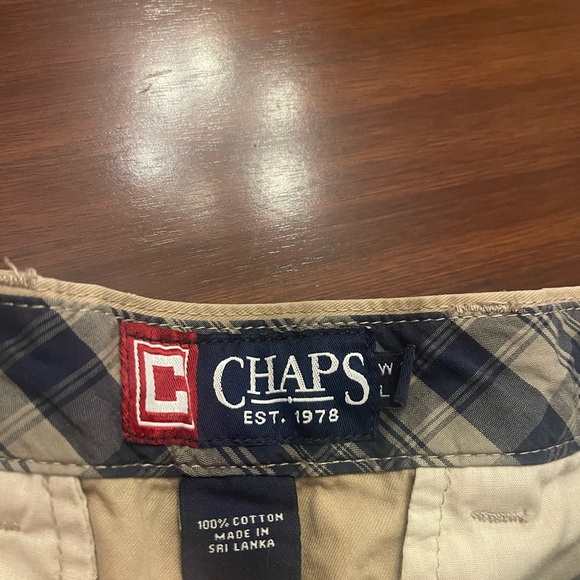 C CHAPS
EST. 1978
W
L
100% COTTON
MADE IN
SRI LANKA